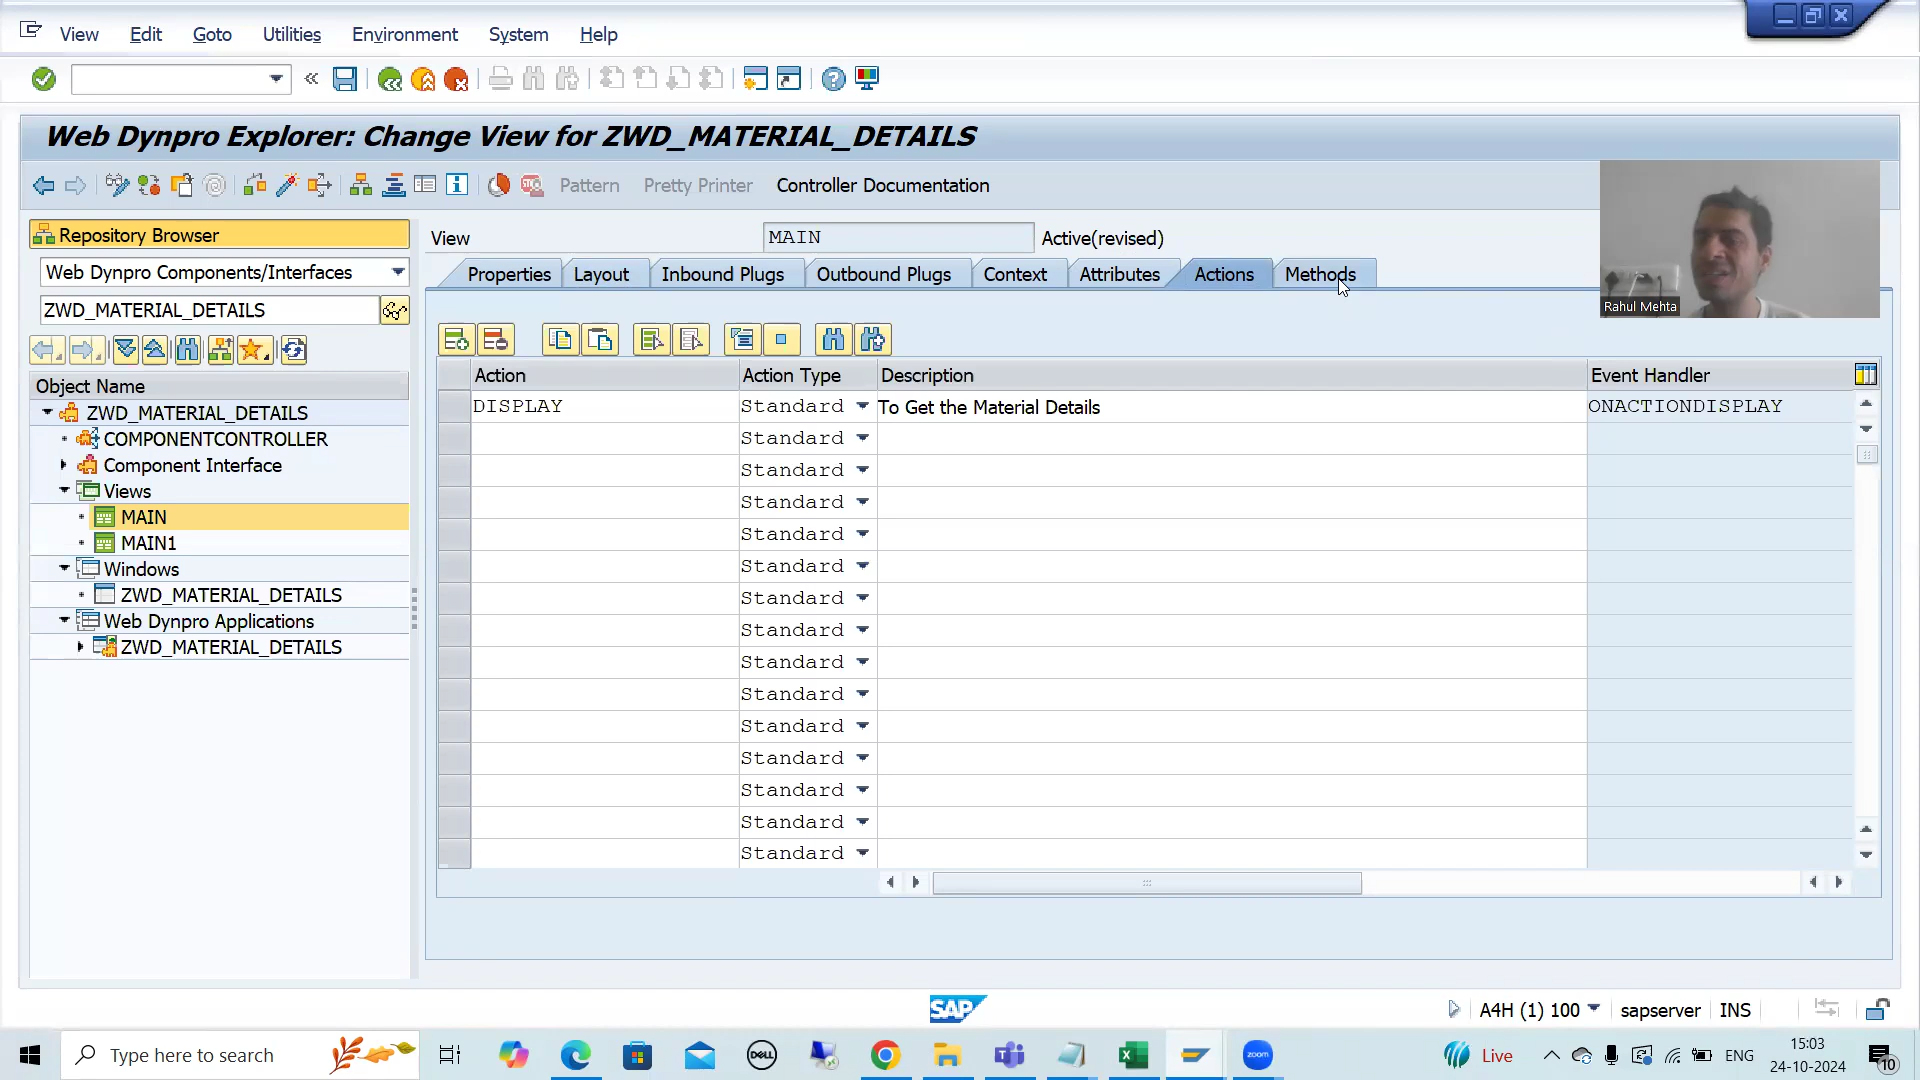 View Edit Goto Utilities Environment System Help
Web Dynpro Explorer: Change View for ZWD_MATERIAL_DETAILS
Pattern Pretty Printer Controller Documentation
Repository Browser
Web Dynpro Components/Interfaces
ZWD_MATERIAL_DETAILS
Object Name
ZWD_MATERIAL_DETAILS
COMPONENTCONTROLLER
Component Interface
Views
MAIN
MAIN1
Windows
ZWD_MATERIAL_DETAILS
Web Dynpro Applications
ZWD_MATERIAL_DETAILS
View MAIN Active(revised)
Properties Layout Inbound Plugs Outbound Plugs Context Attributes Actions Methods
Rahul Mehta
Action Action Type Description Event Handler
DISPLAY Standard To Get the Material Details ONACTIONDISPLAY
Standard
Standard
Standard
Standard
Standard
Standard
Standard
Standard
Standard
Standard
Standard
Standard
Standard
Standard
SAP
A4H (1) 100 sapserver INS
Type here to search
DELL
zoom
Live
ENG
15:03
24-10-2024
10